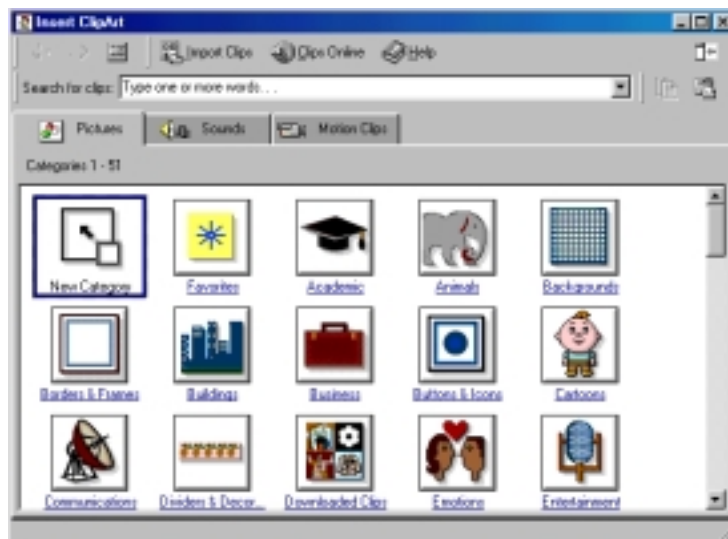 Insert ClipArt
Import Clips Clips Online Help
Search for clips: Type one or more words. . .
Pictures Sounds Motion Clips
Categories 1 - 51
New Category Favorites Academic Animals Backgrounds
Borders & Frames Buildings Business Buttons & Icons Cartoons
Communications Dividers & Decor... Downloaded Clips Emotions Entertainment